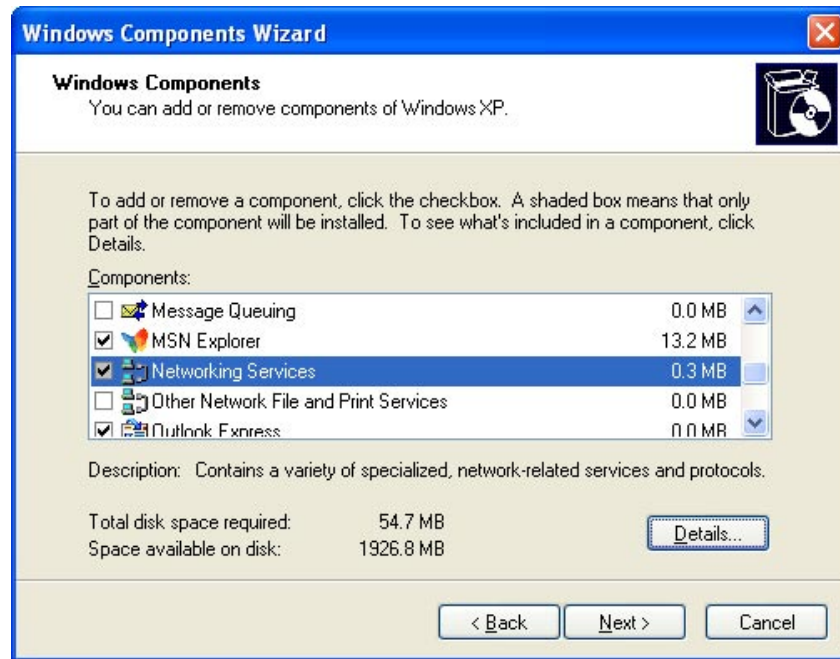 Windows Components Wizard
Windows Components
You can add or remove components of Windows XP.
To add or remove a component, click the checkbox. A shaded box means that only
part of the component will be installed. To see what's included in a component, click
Details.
Components:
Message Queuing 0.0 MB
MSN Explorer 13.2 MB
Networking Services 0.3 MB
Other Network File and Print Services 0.0 MB
Outlook Express 0.0 MB
Description: Contains a variety of specialized, network-related services and protocols.
Total disk space required: 54.7 MB
Space available on disk: 1926.8 MB
Details...
< Back
Next >
Cancel